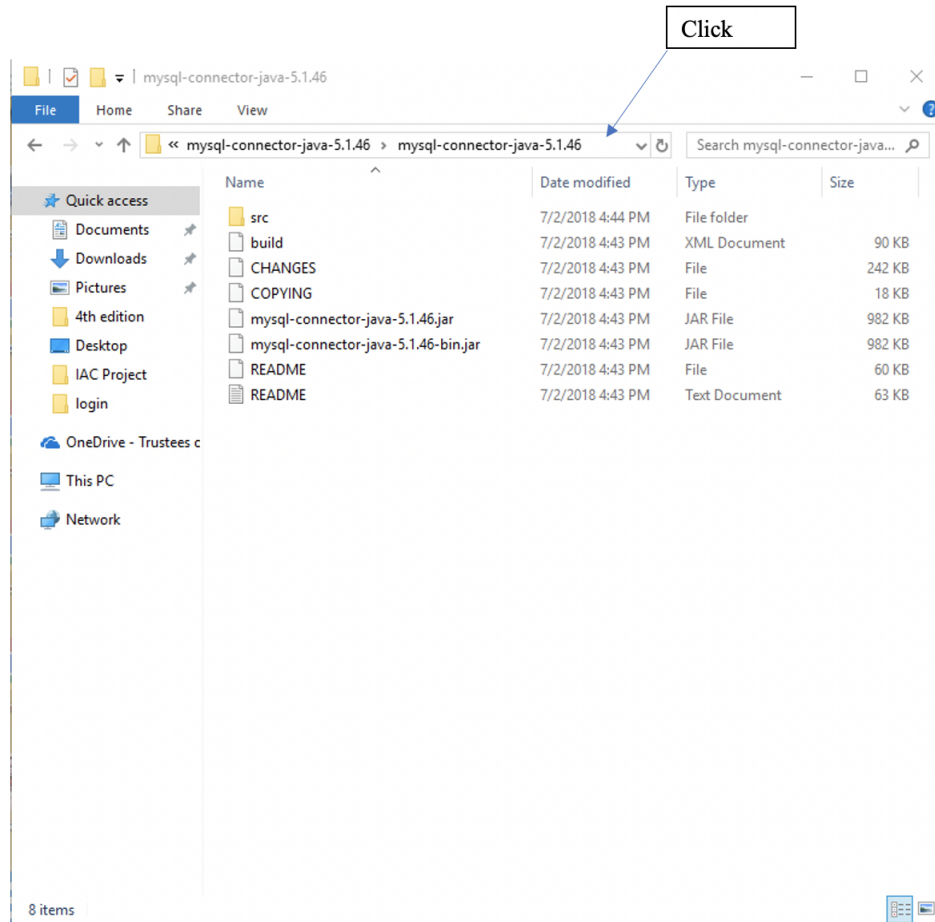 Click
mysql-connector-java-5.1.46
File Home Share View
« mysql-connector-java-5.1.46 › mysql-connector-java-5.1.46 Search mysql-connector-java...
Name Date modified Type Size
Quick access
Documents
Downloads
Pictures
4th edition
Desktop
IAC Project
login
OneDrive - Trustees c
This PC
Network
src 7/2/2018 4:44 PM File folder
build 7/2/2018 4:43 PM XML Document 90 KB
CHANGES 7/2/2018 4:43 PM File 242 KB
COPYING 7/2/2018 4:43 PM File 18 KB
mysql-connector-java-5.1.46.jar 7/2/2018 4:43 PM JAR File 982 KB
mysql-connector-java-5.1.46-bin.jar 7/2/2018 4:43 PM JAR File 982 KB
README 7/2/2018 4:43 PM File 60 KB
README 7/2/2018 4:43 PM Text Document 63 KB
8 items